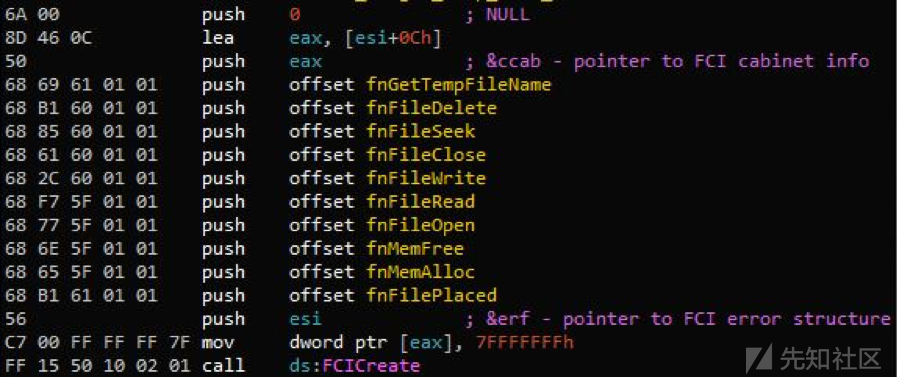 6A 00 push 0 ; NULL
8D 46 0C lea eax, [esi+0Ch]
50 push eax ; &ccab - pointer to FCI cabinet info
68 69 61 01 01 push offset fnGetTempFileName
68 B1 60 01 01 push offset fnFileDelete
68 85 60 01 01 push offset fnFileSeek
68 61 60 01 01 push offset fnFileClose
68 2C 60 01 01 push offset fnFileWrite
68 F7 5F 01 01 push offset fnFileRead
68 77 5F 01 01 push offset fnFileOpen
68 6E 5F 01 01 push offset fnMemFree
68 65 5F 01 01 push offset fnMemAlloc
68 B1 61 01 01 push offset fnFilePlaced
56 push esi ; &erf - pointer to FCI error structure
C7 00 FF FF FF 7F mov dword ptr [eax], 7FFFFFFFh
FF 15 50 10 02 01 call ds:FCICreate
先知社区